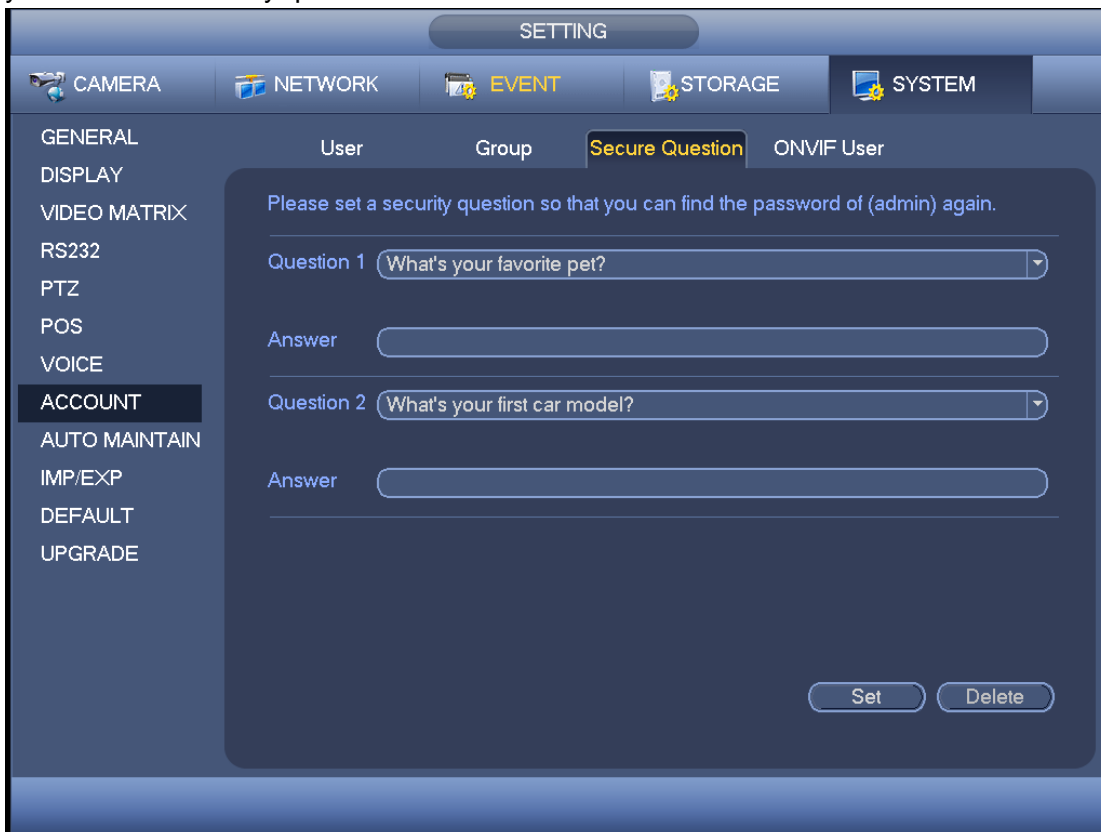 SETTING
CAMERA NETWORK EVENT STORAGE SYSTEM
GENERAL
DISPLAY
VIDEO MATRIX
RS232
PTZ
POS
VOICE
ACCOUNT
AUTO MAINTAIN
IMP/EXP
DEFAULT
UPGRADE
User Group Secure Question ONVIF User
Please set a security question so that you can find the password of (admin) again.
Question 1 What's your favorite pet?
Answer
Question 2 What's your first car model?
Answer
Set Delete